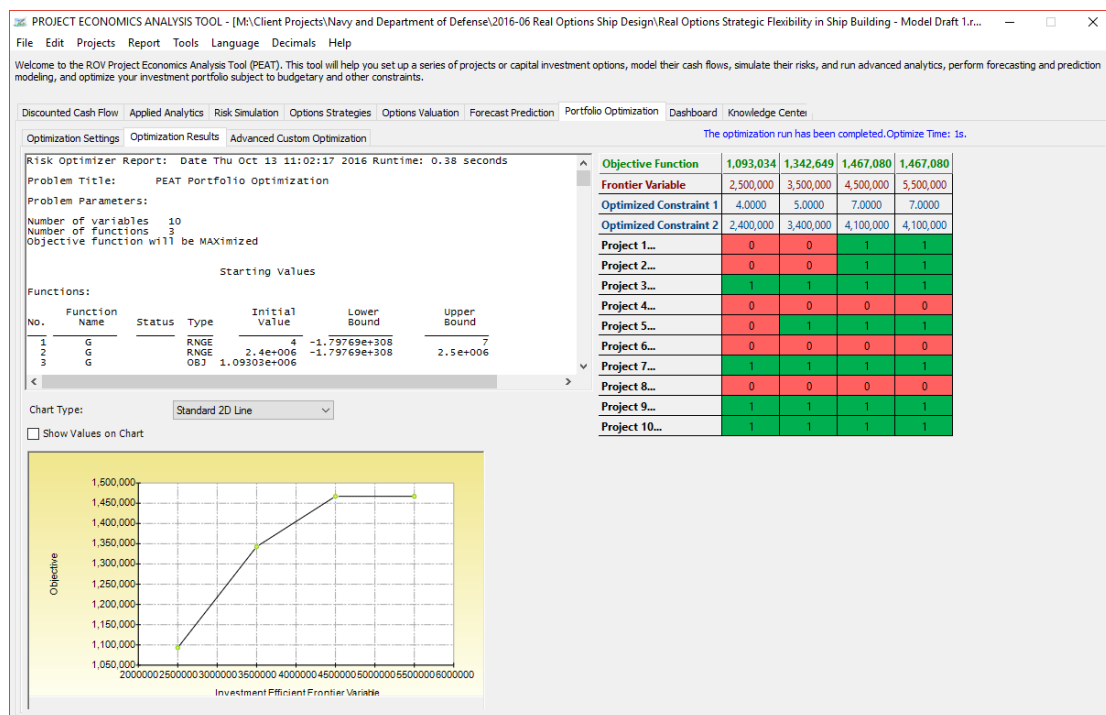 PROJECT ECONOMICS ANALYSIS TOOL - [M:\Client Projects\Navy and Department of Defense\2016-06 Real Options Ship Design\Real Options Strategic Flexibility in Ship Building - Model Draft 1.r...
File Edit Projects Report Tools Language Decimals Help
Welcome to the ROV Project Economics Analysis Tool (PEAT). This tool will help you set up a series of projects or capital investment options, model their cash flows, simulate their risks, and run advanced analytics, perform forecasting and prediction
modeling, and optimize your investment portfolio subject to budgetary and other constraints.
Discounted Cash Flow Applied Analytics Risk Simulation Options Strategies Options Valuation Forecast Prediction Portfolio Optimization Dashboard Knowledge Center
Optimization Settings Optimization Results Advanced Custom Optimization
The optimization run has been completed.Optimize Time: 1s.
Risk Optimizer Report: Date Thu Oct 13 11:02:17 2016 Runtime: 0.38 seconds
Problem Title: PEAT Portfolio Optimization
Problem Parameters:
Number of variables 10
Number of functions 3
Objective function will be MAXimized
Starting Values
Functions:
Function Initial Lower Upper
No. Name Status Type Value Bound Bound
1 G RNGE 4 -1.79769e+308 7
2 G RNGE 2.4e+006 -1.79769e+308 2.5e+006
3 G OBJ 1.09303e+006
Objective Function 1,093,034 1,342,649 1,467,080 1,467,080
Frontier Variable 2,500,000 3,500,000 4,500,000 5,500,000
Optimized Constraint 1 4.0000 5.0000 7.0000 7.0000
Optimized Constraint 2 2,400,000 3,400,000 4,100,000 4,100,000
Project 1... 0 0 1 1
Project 2... 0 0 1 1
Project 3... 1 1 1 1
Project 4... 0 0 0 0
Project 5... 0 1 1 1
Project 6... 0 0 0 0
Project 7... 1 1 1 1
Project 8... 0 0 0 0
Project 9... 1 1 1 1
Project 10... 1 1 1 1
Chart Type: Standard 2D Line
Show Values on Chart
1,500,000
1,450,000
1,400,000
1,350,000
1,300,000
1,250,000
1,200,000
1,150,000
1,100,000
1,050,000
Objective
2000000 2500000 3000000 3500000 4000000 4500000 5000000 5500000 6000000
Investment Efficient Frontier Variable